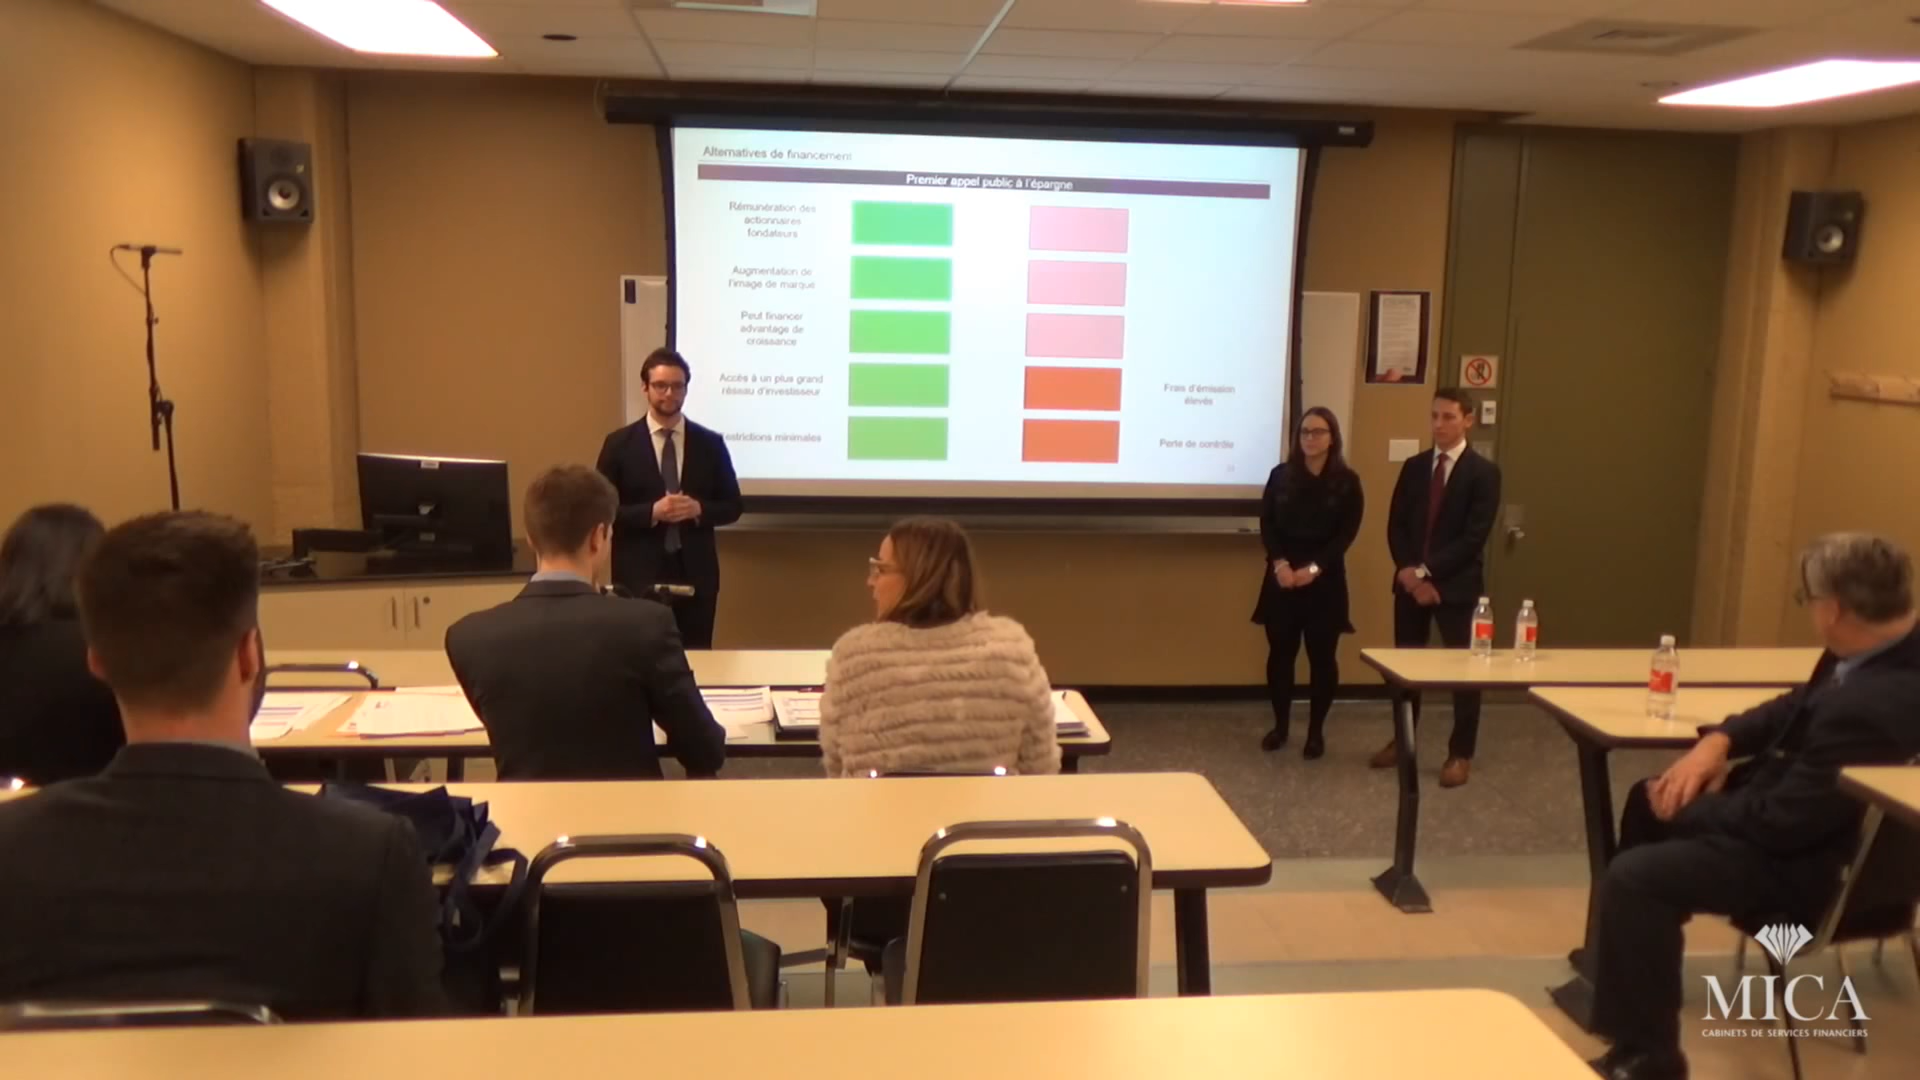 Alternatives de financement
Premier appel public à l'épargne
Rémunération des
actionnaires
fondateurs
Augmentation de
l'image de marque
Peut financer
advantage de
croissance
Accès à un plus grand
réseau d'investisseur
Frais d'émission
élevés
estrictions minimales
Perte de contrôle
MICA
CABINETS DE SERVICES FINANCIERS